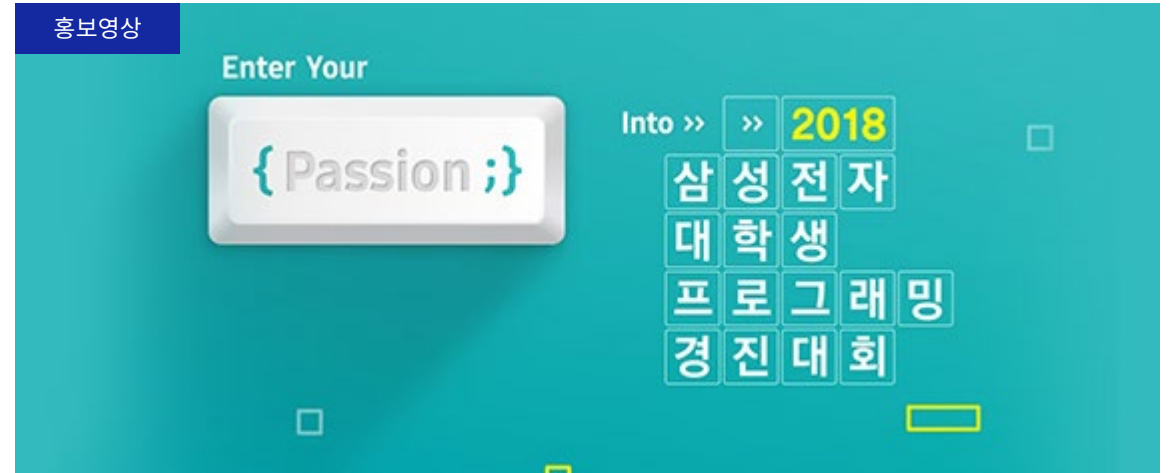 홍보영상
Enter Your
{ Passion ;}
Into >> >> 2018
삼성전자
대학생
프로그래밍
경진대회